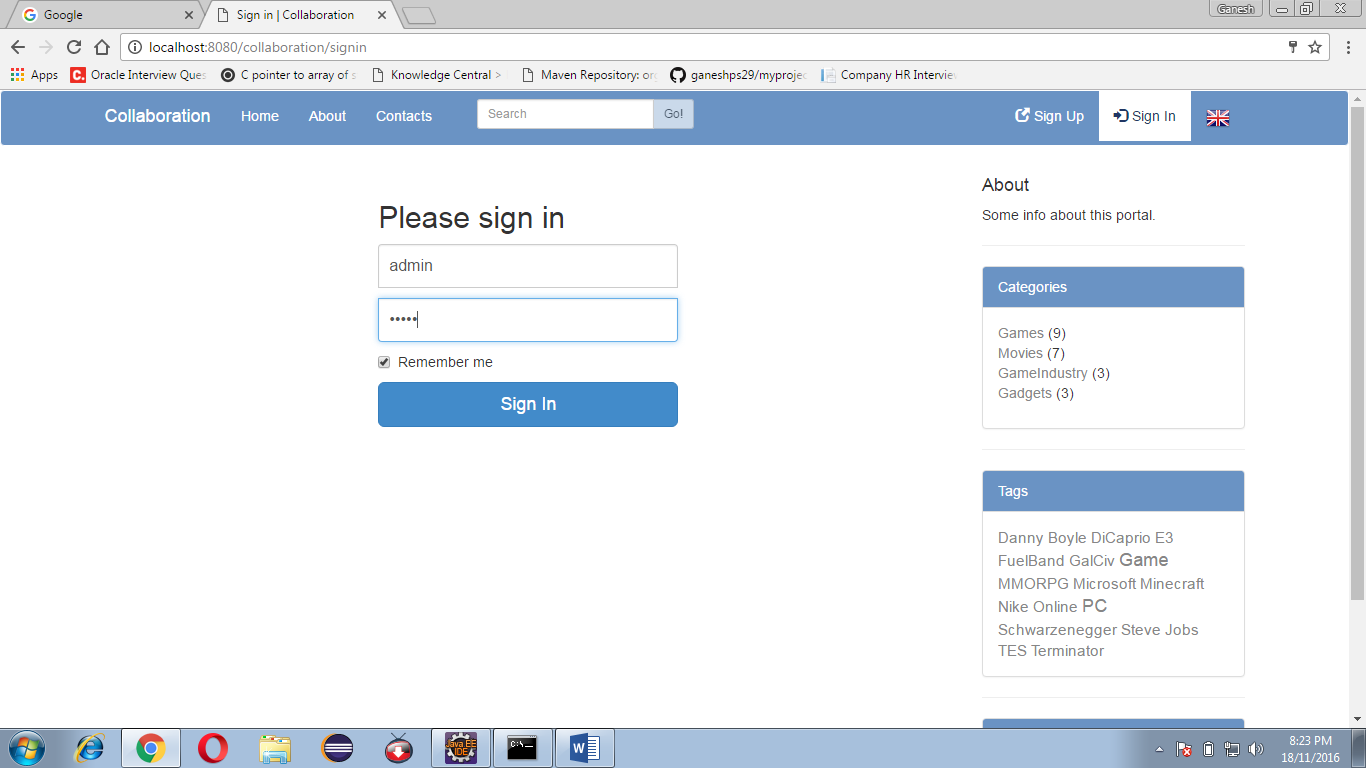 Google
Sign in | Collaboration
Ganesh
localhost:8080/collaboration/signin
Apps Oracle Interview Ques C pointer to array of s Knowledge Central > Maven Repository: org ganeshps29/myprojec Company HR Intervie
Collaboration Home About Contacts Search Go! Sign Up Sign In
Please sign in
admin
•••••
Remember me
Sign In
About
Some info about this portal.
Categories
Games (9)
Movies (7)
GameIndustry (3)
Gadgets (3)
Tags
Danny Boyle DiCaprio E3
FuelBand GalCiv Game
MMORPG Microsoft Minecraft
Nike Online PC
Schwarzenegger Steve Jobs
TES Terminator
Java EE
IDE
C:\
8:23 PM
18/11/2016